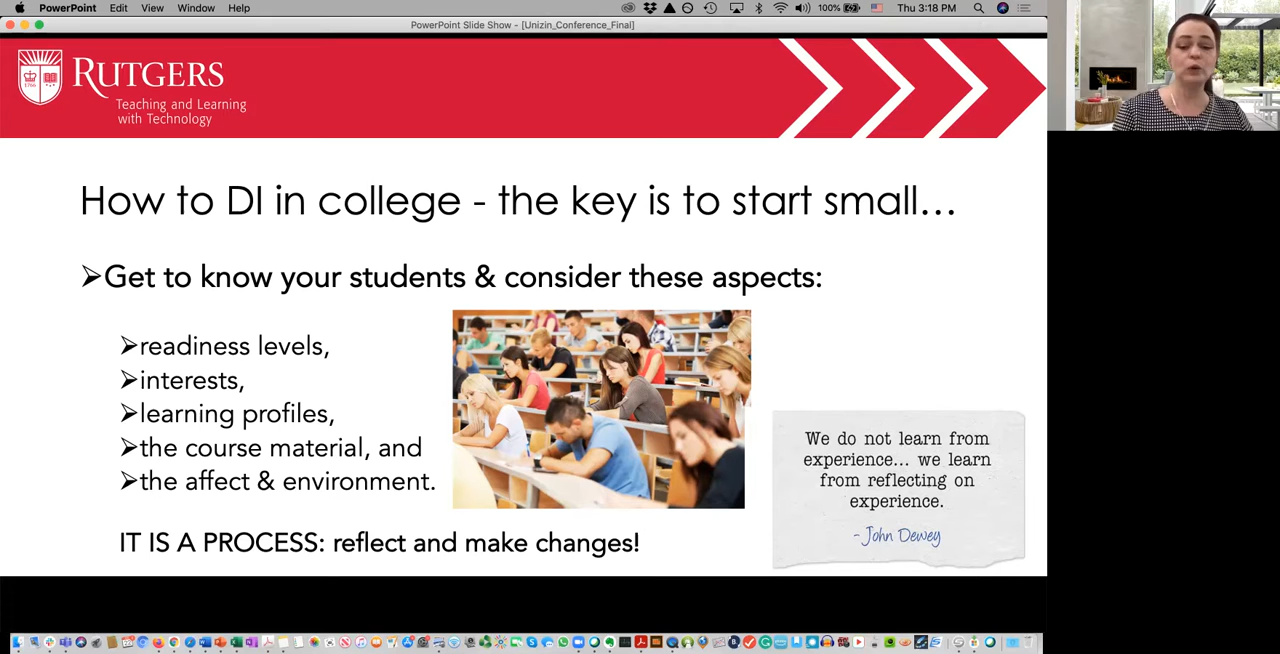 PowerPoint Edit View Window Help
100% Thu 3:18 PM
PowerPoint Slide Show - [Unizin_Conference_Final]
RUTGERS
Teaching and Learning
with Technology
1766
How to DI in college - the key is to start small…
➢Get to know your students & consider these aspects:
➢readiness levels,
➢interests,
➢learning profiles,
➢the course material, and
➢the affect & environment.
IT IS A PROCESS: reflect and make changes!
We do not learn from
experience... we learn
from reflecting on
experience.
- John Dewey